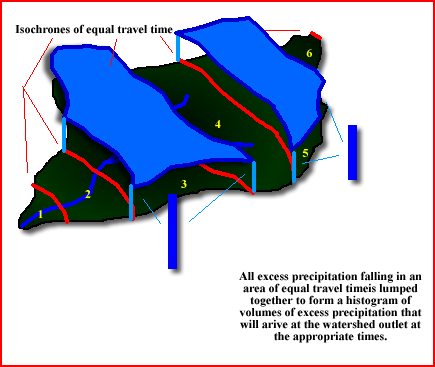 Isochrones of equal travel time
6
4
5
3
2
1
All excess precipitation falling in an
area of equal travel timeis lumped
together to form a histogram of
volumes of excess precipitation that
will arive at the watershed outlet at
the appropriate times.